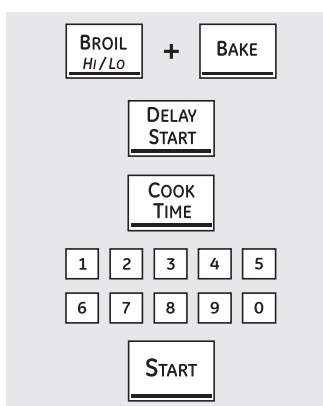 BROIL + BAKE
HI/LO
DELAY
START
COOK
TIME
1 2 3 4 5
6 7 8 9 0
START